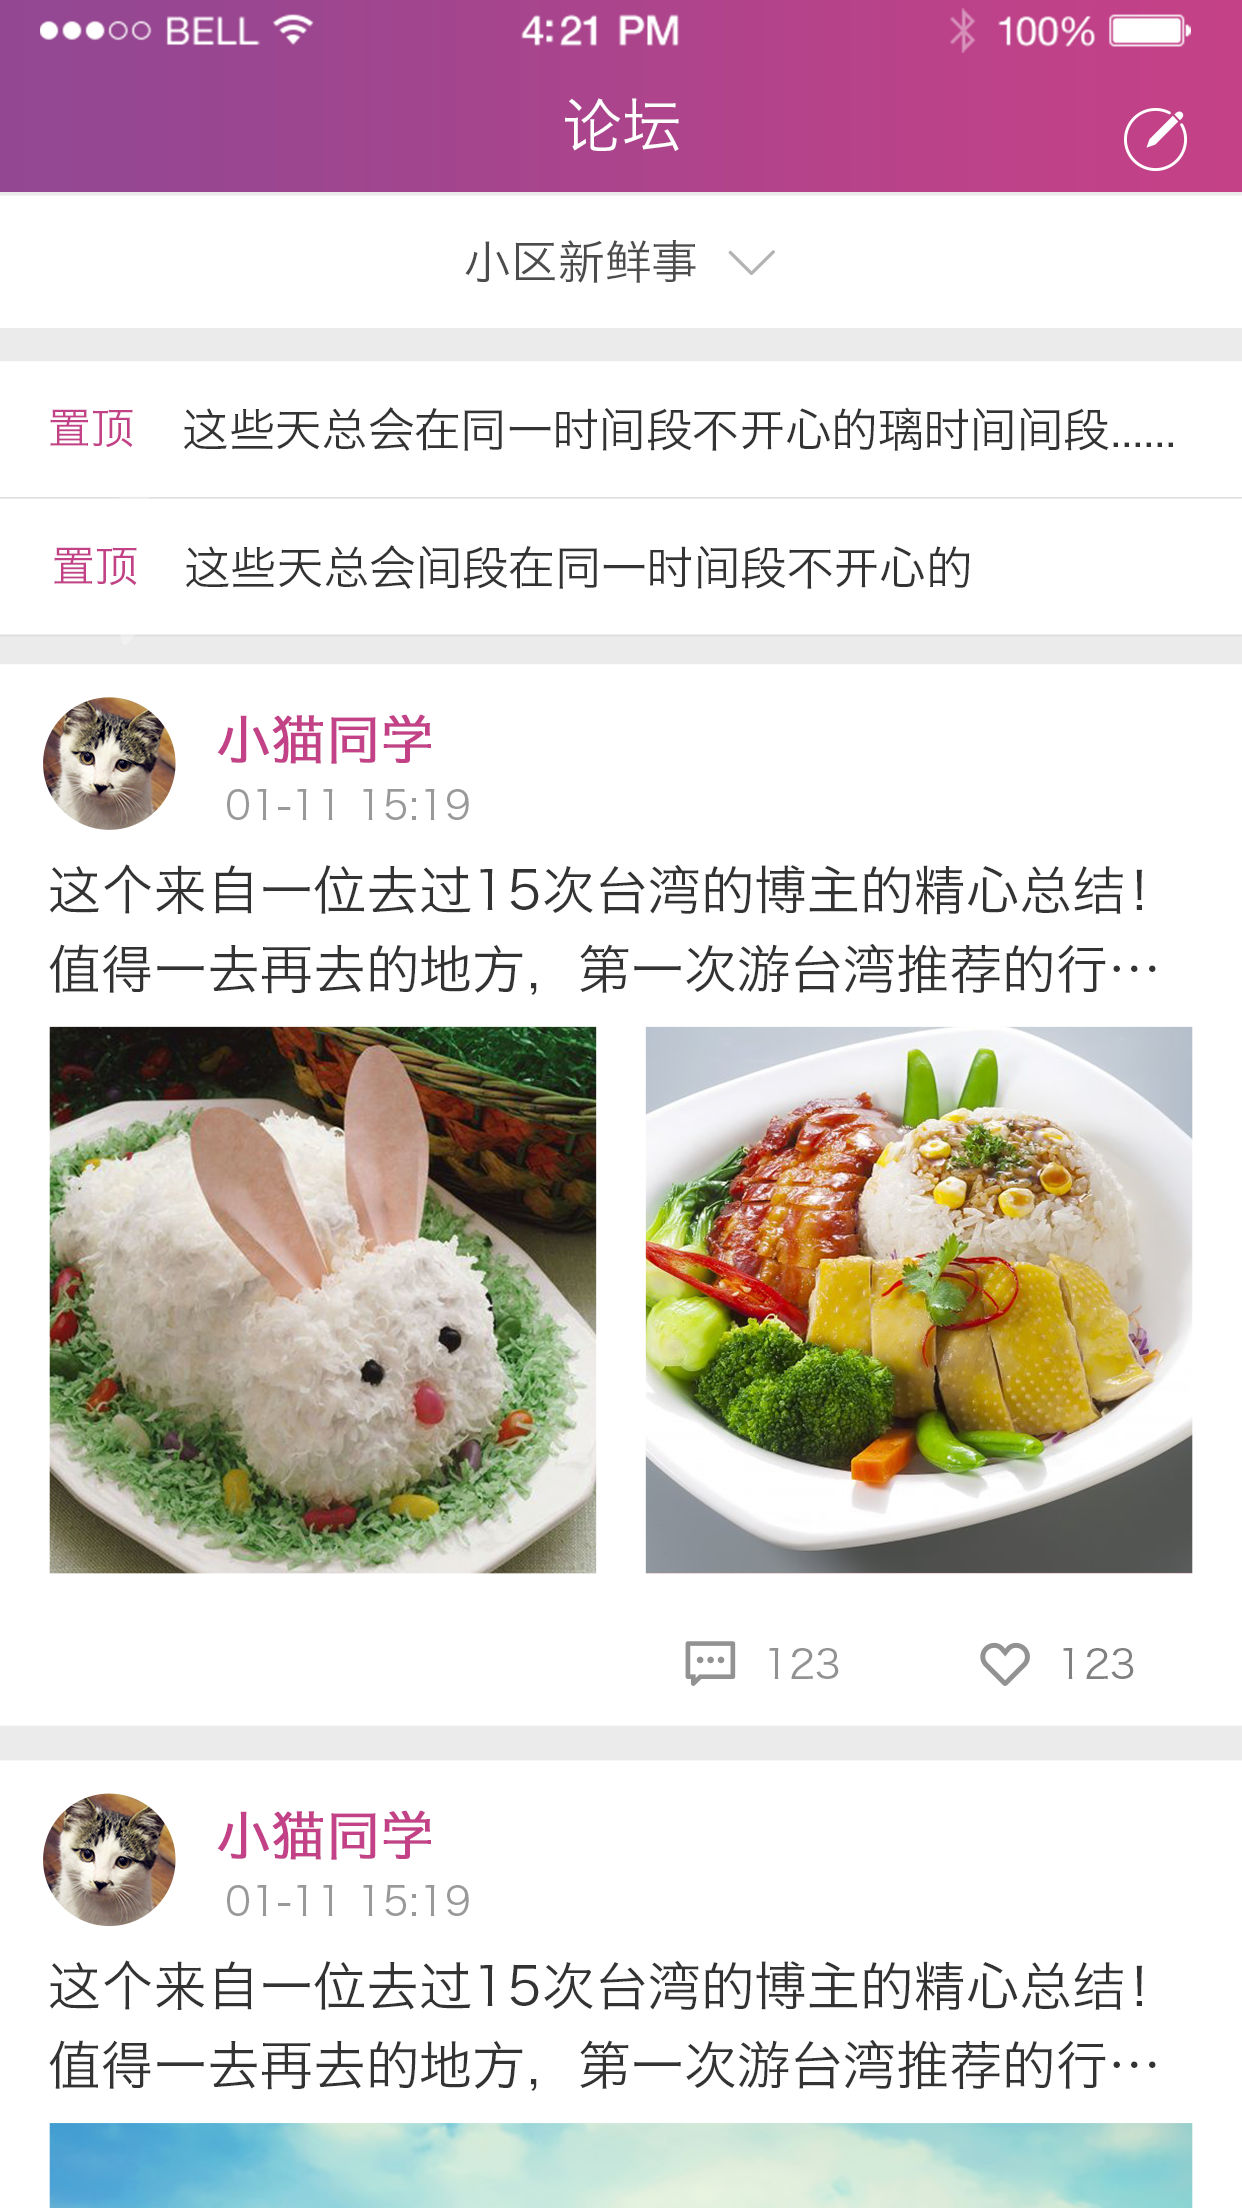 BELL 4:21 PM 100%
论坛
小区新鲜事
置顶 这些天总会在同一时间段不开心的璃时间间段......
置顶 这些天总会间段在同一时间段不开心的
小猫同学
01-11 15:19
这个来自一位去过15次台湾的博主的精心总结！
值得一去再去的地方，第一次游台湾推荐的行…
123 123
小猫同学
01-11 15:19
这个来自一位去过15次台湾的博主的精心总结！
值得一去再去的地方，第一次游台湾推荐的行…